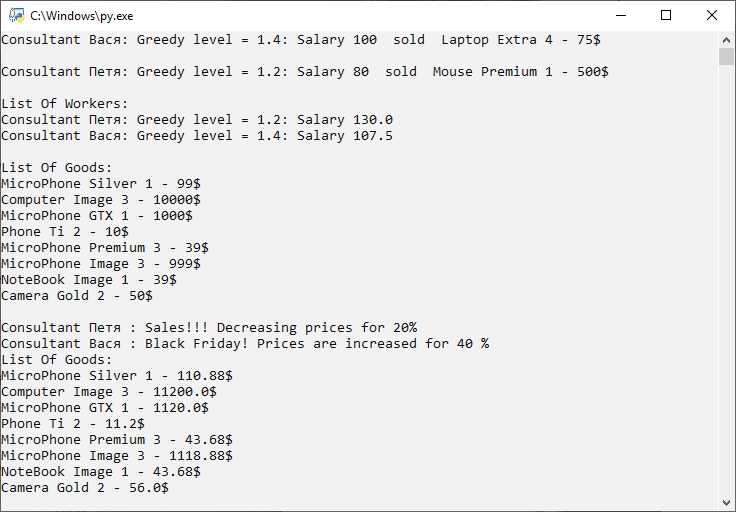 C:\Windows\py.exe
Consultant Вася: Greedy level = 1.4: Salary 100  sold  Laptop Extra 4 - 75$
Consultant Петя: Greedy level = 1.2: Salary 80  sold  Mouse Premium 1 - 500$
List Of Workers:
Consultant Петя: Greedy level = 1.2: Salary 130.0
Consultant Вася: Greedy level = 1.4: Salary 107.5
List Of Goods:
MicroPhone Silver 1 - 99$
Computer Image 3 - 10000$
MicroPhone GTX 1 - 1000$
Phone Ti 2 - 10$
MicroPhone Premium 3 - 39$
MicroPhone Image 3 - 999$
NoteBook Image 1 - 39$
Camera Gold 2 - 50$
Consultant Петя : Sales!!! Decreasing prices for 20%
Consultant Вася : Black Friday! Prices are increased for 40 %
List Of Goods:
MicroPhone Silver 1 - 110.88$
Computer Image 3 - 11200.0$
MicroPhone GTX 1 - 1120.0$
Phone Ti 2 - 11.2$
MicroPhone Premium 3 - 43.68$
MicroPhone Image 3 - 1118.88$
NoteBook Image 1 - 43.68$
Camera Gold 2 - 56.0$